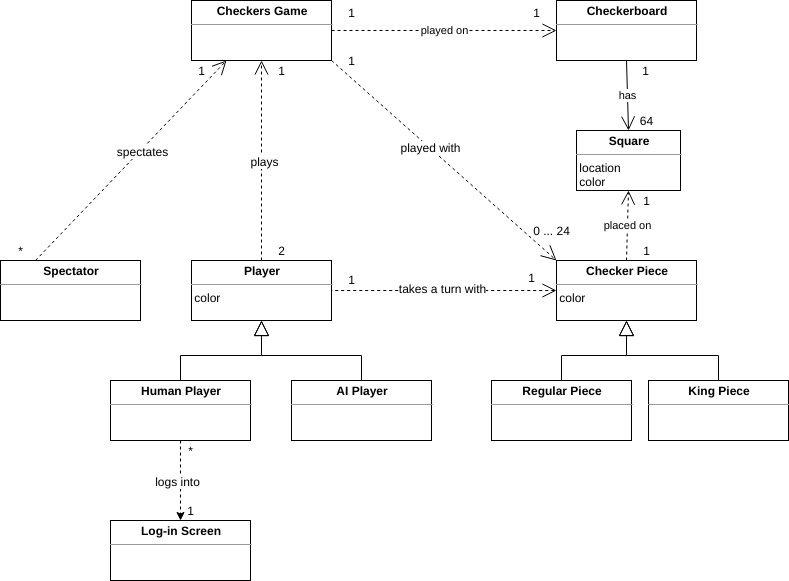 Checkers Game
1
1
Checkerboard
played on
1
1
1
1
has
64
spectates
plays
played with
Square
location
color
1
placed on
*
2
0 ... 24
1
Spectator
Player
color
1
takes a turn with
1
Checker Piece
color
Human Player
AI Player
Regular Piece
King Piece
*
logs into
1
Log-in Screen